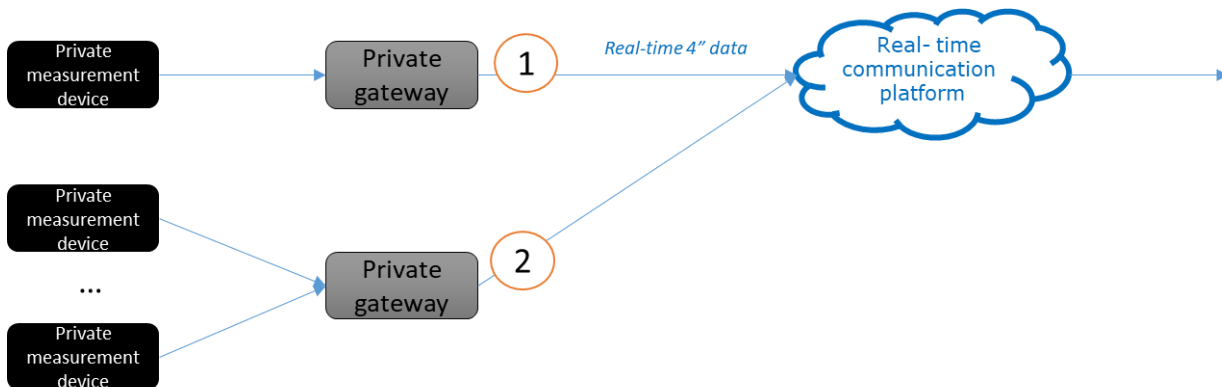 Private
measurement
device
Private
gateway
1
Real-time 4” data
Real- time
communication
platform
Private
measurement
device
...
Private
measurement
device
Private
gateway
2